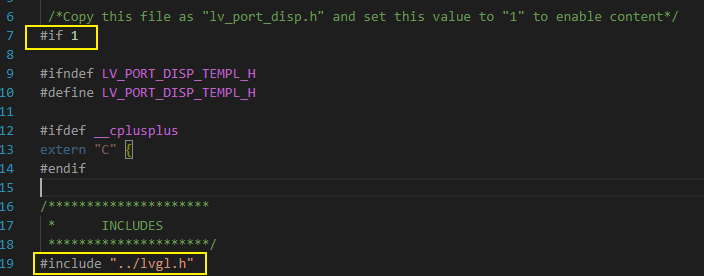 6 /*Copy this file as "lv_port_disp.h" and set this value to "1" to enable content*/
7 #if 1
8
9 #ifndef LV_PORT_DISP_TEMPL_H
10 #define LV_PORT_DISP_TEMPL_H
11
12 #ifdef __cplusplus
13 extern "C" {
14 #endif
15
16 /*********************
17 *      INCLUDES
18 *********************/
19 #include "../lvgl.h"